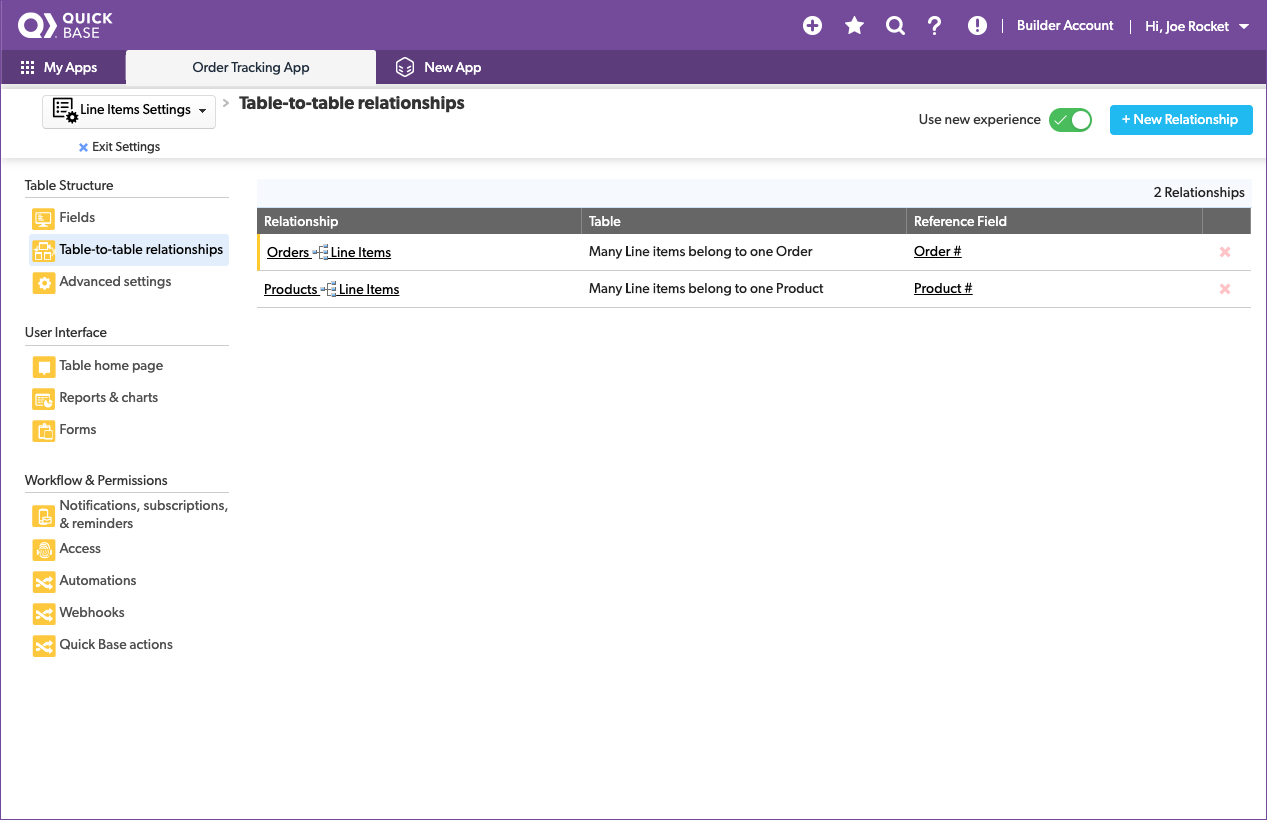 QUICK
BASE
Builder Account
Hi, Joe Rocket
My Apps
Order Tracking App
New App
Line Items Settings
Table-to-table relationships
Use new experience
+ New Relationship
Exit Settings
Table Structure
Fields
Table-to-table relationships
Advanced settings
User Interface
Table home page
Reports & charts
Forms
Workflow & Permissions
Notifications, subscriptions,
& reminders
Access
Automations
Webhooks
Quick Base actions
2 Relationships
Relationship Table Reference Field
Orders Line Items Many Line items belong to one Order Order #
Products Line Items Many Line items belong to one Product Product #